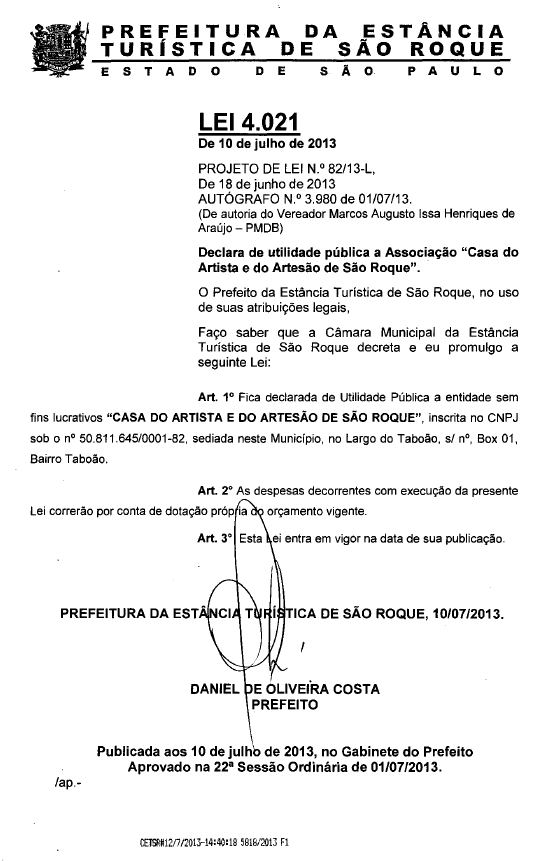 PREFEITURA DA ESTÂNCIA
TURÍSTICA DE SÃO ROQUE
ESTADO DE SÃO PAULO
LEI 4.021
De 10 de julho de 2013
PROJETO DE LEI N.º 82/13-L,
De 18 de junho de 2013
AUTÓGRAFO N.º 3.980 de 01/07/13.
(De autoria do Vereador Marcos Augusto Issa Henriques de
Araújo – PMDB)
Declara de utilidade pública a Associação “Casa do
Artista e do Artesão de São Roque”.
O Prefeito da Estância Turística de São Roque, no uso
de suas atribuições legais,
Faço saber que a Câmara Municipal da Estância
Turística de São Roque decreta e eu promulgo a
seguinte Lei:
Art. 1º Fica declarada de Utilidade Pública a entidade sem
fins lucrativos “CASA DO ARTISTA E DO ARTESÃO DE SÃO ROQUE”, inscrita no CNPJ
sob o nº 50.811.645/0001-82, sediada neste Município, no Largo do Taboão, s/ nº, Box 01,
Bairro Taboão.
Art. 2º As despesas decorrentes com execução da presente
Lei correrão por conta de dotação própria do orçamento vigente.
Art. 3º Esta Lei entra em vigor na data de sua publicação.
PREFEITURA DA ESTÂNCIA TURÍSTICA DE SÃO ROQUE, 10/07/2013.
DANIEL DE OLIVEIRA COSTA
PREFEITO
Publicada aos 10 de julho de 2013, no Gabinete do Prefeito
Aprovado na 22ª Sessão Ordinária de 01/07/2013.
/ap.-
CETSR#12/7/2013-14:40:18 5818/2013 F1